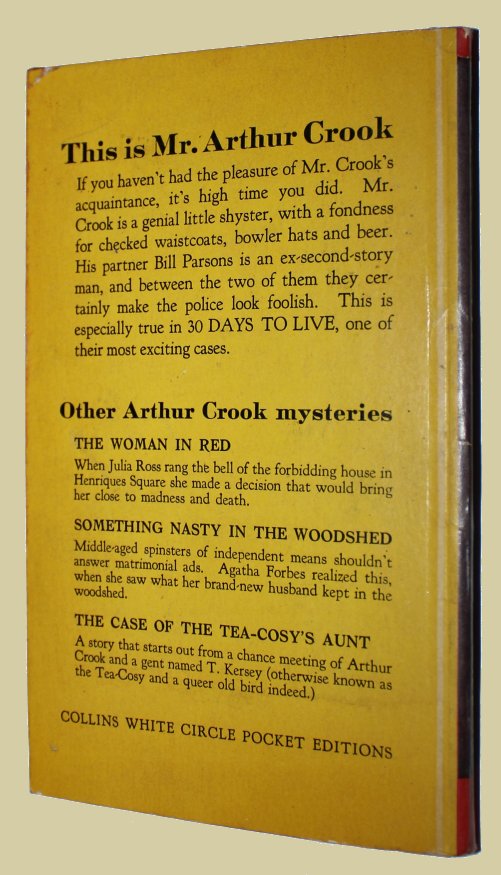 This is Mr. Arthur Crook
If you haven't had the pleasure of Mr. Crook's
acquaintance, it's high time you did. Mr.
Crook is a genial little shyster, with a fondness
for checked waistcoats, bowler hats and beer.
His partner Bill Parsons is an ex-second-story
man, and between the two of them they cer-
tainly make the police look foolish. This is
especially true in 30 DAYS TO LIVE, one of
their most exciting cases.
Other Arthur Crook mysteries
THE WOMAN IN RED
When Julia Ross rang the bell of the forbidding house in
Henriques Square she made a decision that would bring
her close to madness and death.
SOMETHING NASTY IN THE WOODSHED
Middle-aged spinsters of independent means shouldn't
answer matrimonial ads. Agatha Forbes realized this,
when she saw what her brand-new husband kept in the
woodshed.
THE CASE OF THE TEA-COSY'S AUNT
A story that starts out from a chance meeting of Arthur
Crook and a gent named T. Kersey (otherwise known as
the Tea-Cosy and a queer old bird indeed.)
COLLINS WHITE CIRCLE POCKET EDITIONS